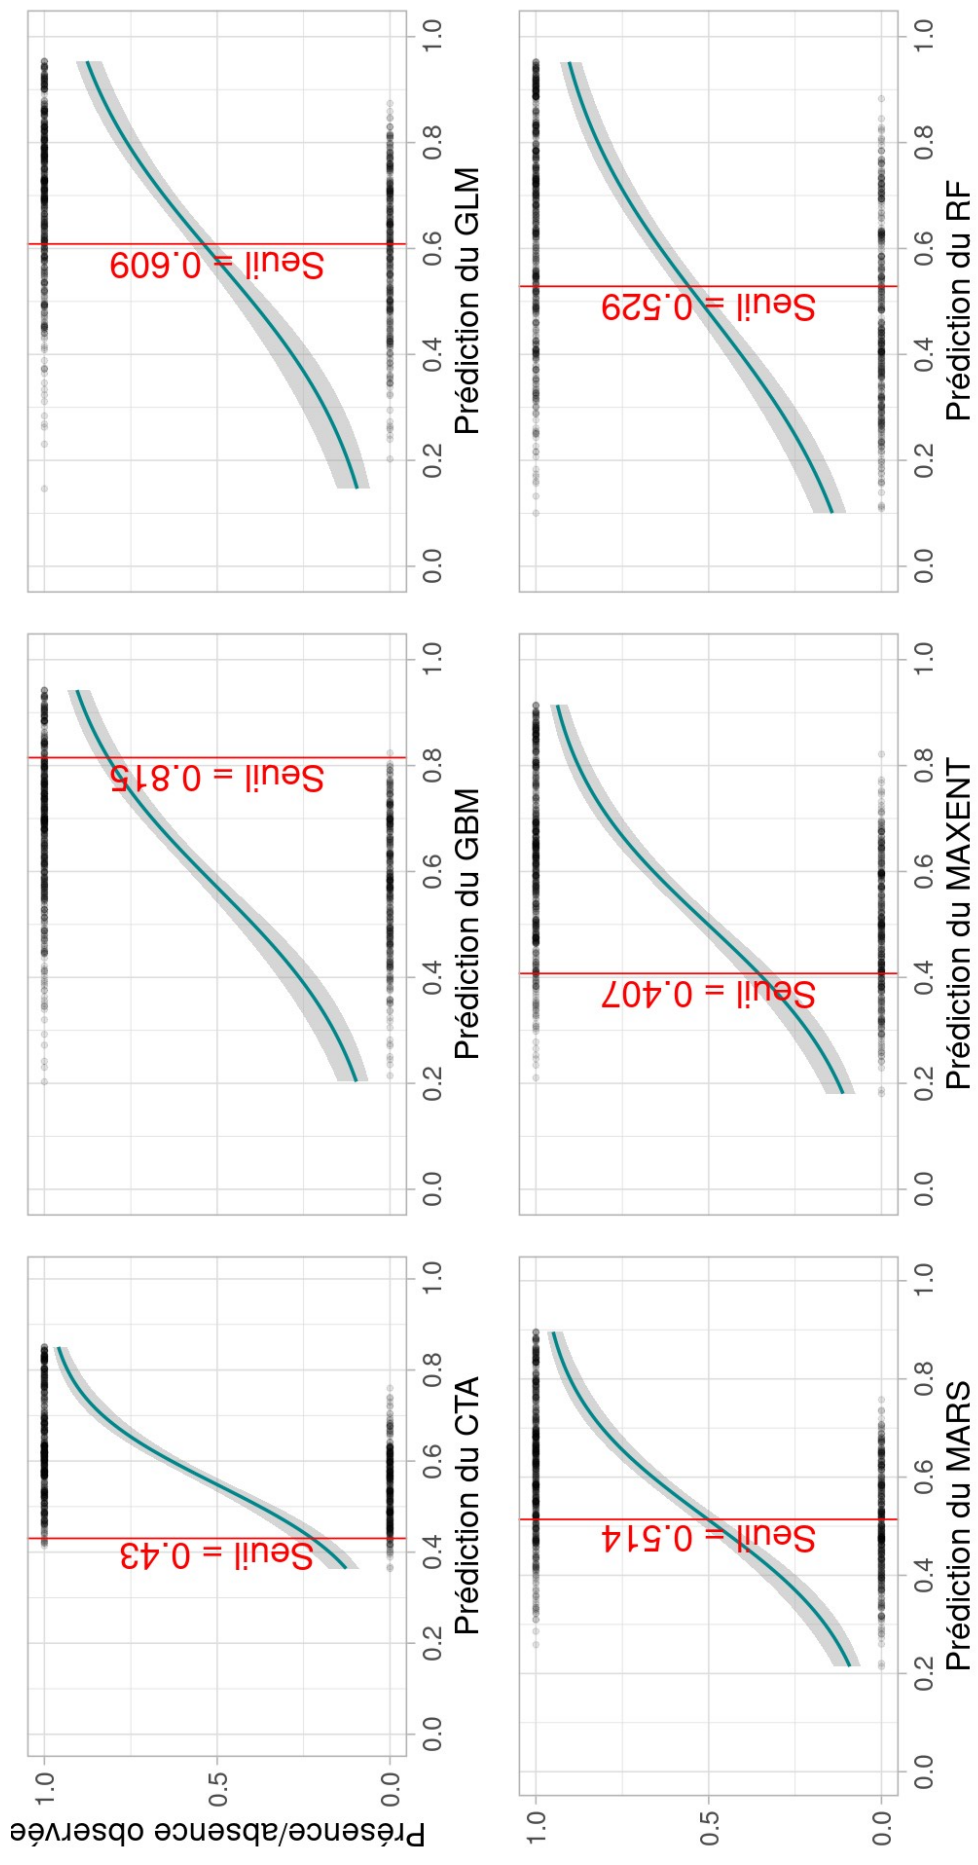 Présence/absence observée
1.0
0.5
0.0
Seuil = 0.43
0.0 0.2 0.4 0.6 0.8 1.0
Prédiction du CTA
Seuil = 0.815
0.0 0.2 0.4 0.6 0.8 1.0
Prédiction du GBM
Seuil = 0.609
0.0 0.2 0.4 0.6 0.8 1.0
Prédiction du GLM
1.0
0.5
0.0
Seuil = 0.514
0.0 0.2 0.4 0.6 0.8 1.0
Prédiction du MARS
Seuil = 0.407
0.0 0.2 0.4 0.6 0.8 1.0
Prédiction du MAXENT
Seuil = 0.529
0.0 0.2 0.4 0.6 0.8 1.0
Prédiction du RF